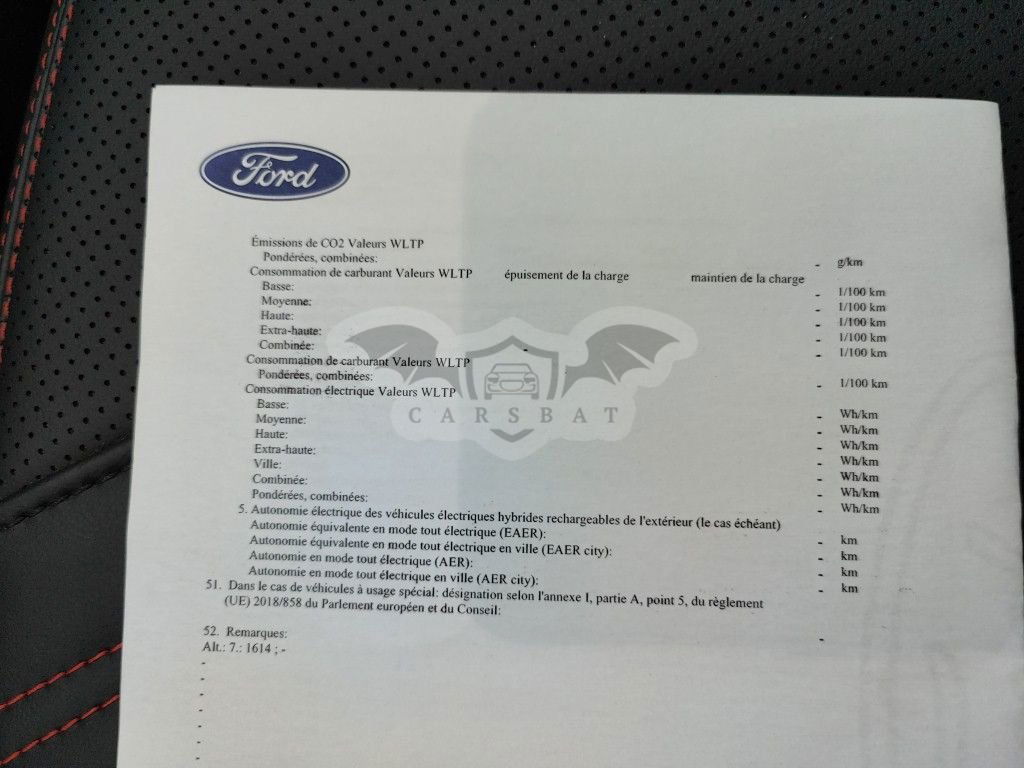 Ford
Émissions de CO2 Valeurs WLTP
Pondérées, combinées: - g/km
Consommation de carburant Valeurs WLTP épuisement de la charge maintien de la charge
Basse: - l/100 km
Moyenne: - l/100 km
Haute: - l/100 km
Extra-haute: - l/100 km
Combinée: - - l/100 km
Consommation de carburant Valeurs WLTP
Pondérées, combinées: - l/100 km
Consommation électrique Valeurs WLTP
CARSBAT
Basse: - Wh/km
Moyenne: - Wh/km
Haute: - Wh/km
Extra-haute: - Wh/km
Ville: - Wh/km
Combinée: - Wh/km
Pondérées, combinées: - Wh/km
5. Autonomie électrique des véhicules électriques hybrides rechargeables de l'extérieur (le cas échéant)
Autonomie équivalente en mode tout électrique (EAER): - km
Autonomie équivalente en mode tout électrique en ville (EAER city): - km
Autonomie en mode tout électrique (AER): - km
Autonomie en mode tout électrique en ville (AER city): - km
51. Dans le cas de véhicules à usage spécial: désignation selon l'annexe I, partie A, point 5, du règlement
(UE) 2018/858 du Parlement européen et du Conseil: -
52. Remarques:
Alt.: 7.: 1614 ; -
-
-
-
-
-
-
-